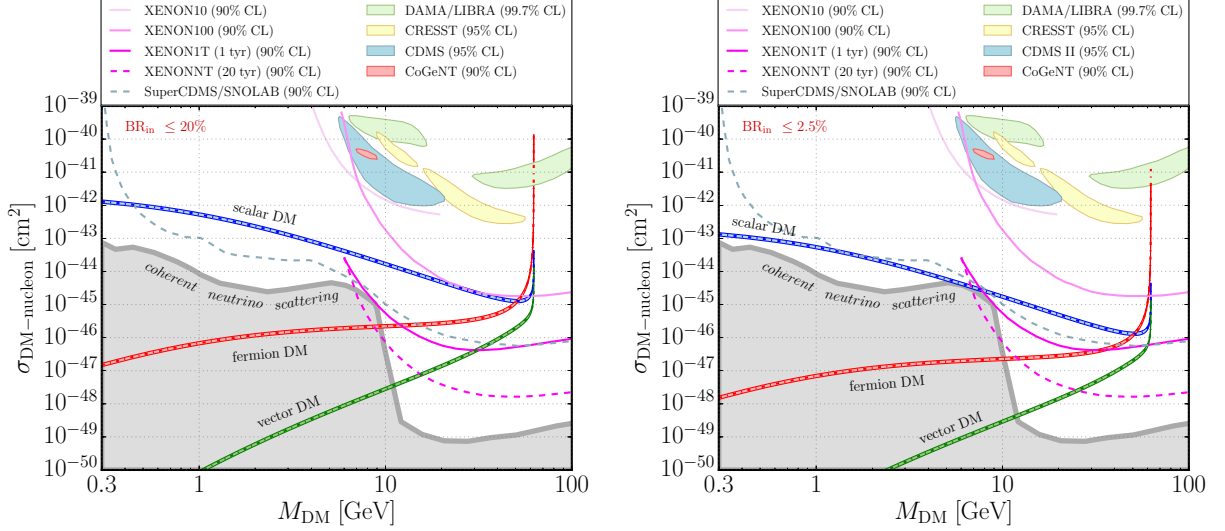 XENON10 (90% CL)
XENON100 (90% CL)
XENON1T (1 tyr) (90% CL)
XENONNT (20 tyr) (90% CL)
SuperCDMS/SNOLAB (90% CL)
DAMA/LIBRA (99.7% CL)
CRESST (95% CL)
CDMS II (95% CL)
CoGeNT (90% CL)
BR_in ≤ 20%
10^−39
10^−40
10^−41
10^−42
10^−43
10^−44
10^−45
10^−46
10^−47
10^−48
10^−49
10^−50
σ_DM−nucleon [cm²]
scalar DM
coherent neutrino scattering
fermion DM
vector DM
0.3 1 10 100
M_DM [GeV]
XENON10 (90% CL)
XENON100 (90% CL)
XENON1T (1 tyr) (90% CL)
XENONNT (20 tyr) (90% CL)
SuperCDMS/SNOLAB (90% CL)
DAMA/LIBRA (99.7% CL)
CRESST (95% CL)
CDMS II (95% CL)
CoGeNT (90% CL)
BR_in ≤ 2.5%
10^−39
10^−40
10^−41
10^−42
10^−43
10^−44
10^−45
10^−46
10^−47
10^−48
10^−49
10^−50
σ_DM−nucleon [cm²]
scalar DM
coherent neutrino scattering
fermion DM
vector DM
0.3 1 10 100
M_DM [GeV]